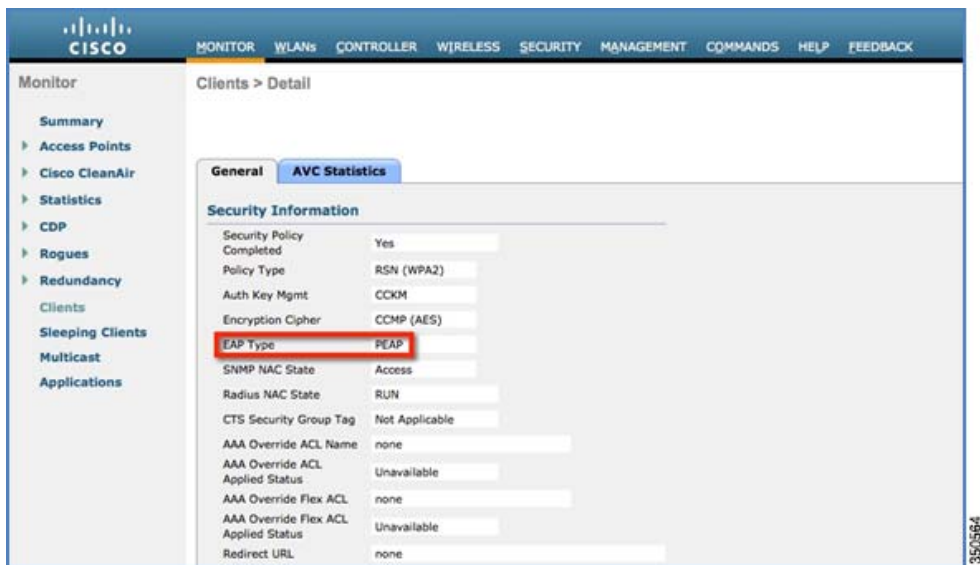 CISCO
MONITOR WLANs CONTROLLER WIRELESS SECURITY MANAGEMENT COMMANDS HELP FEEDBACK
Monitor
Summary
Access Points
Cisco CleanAir
Statistics
CDP
Rogues
Redundancy
Clients
Sleeping Clients
Multicast
Applications
Clients > Detail
General AVC Statistics
Security Information
Security Policy
Completed Yes
Policy Type RSN (WPA2)
Auth Key Mgmt CCKM
Encryption Cipher CCMP (AES)
EAP Type PEAP
SNMP NAC State Access
Radius NAC State RUN
CTS Security Group Tag Not Applicable
AAA Override ACL Name none
AAA Override ACL
Applied Status Unavailable
AAA Override Flex ACL none
AAA Override Flex ACL
Applied Status Unavailable
Redirect URL none
350564